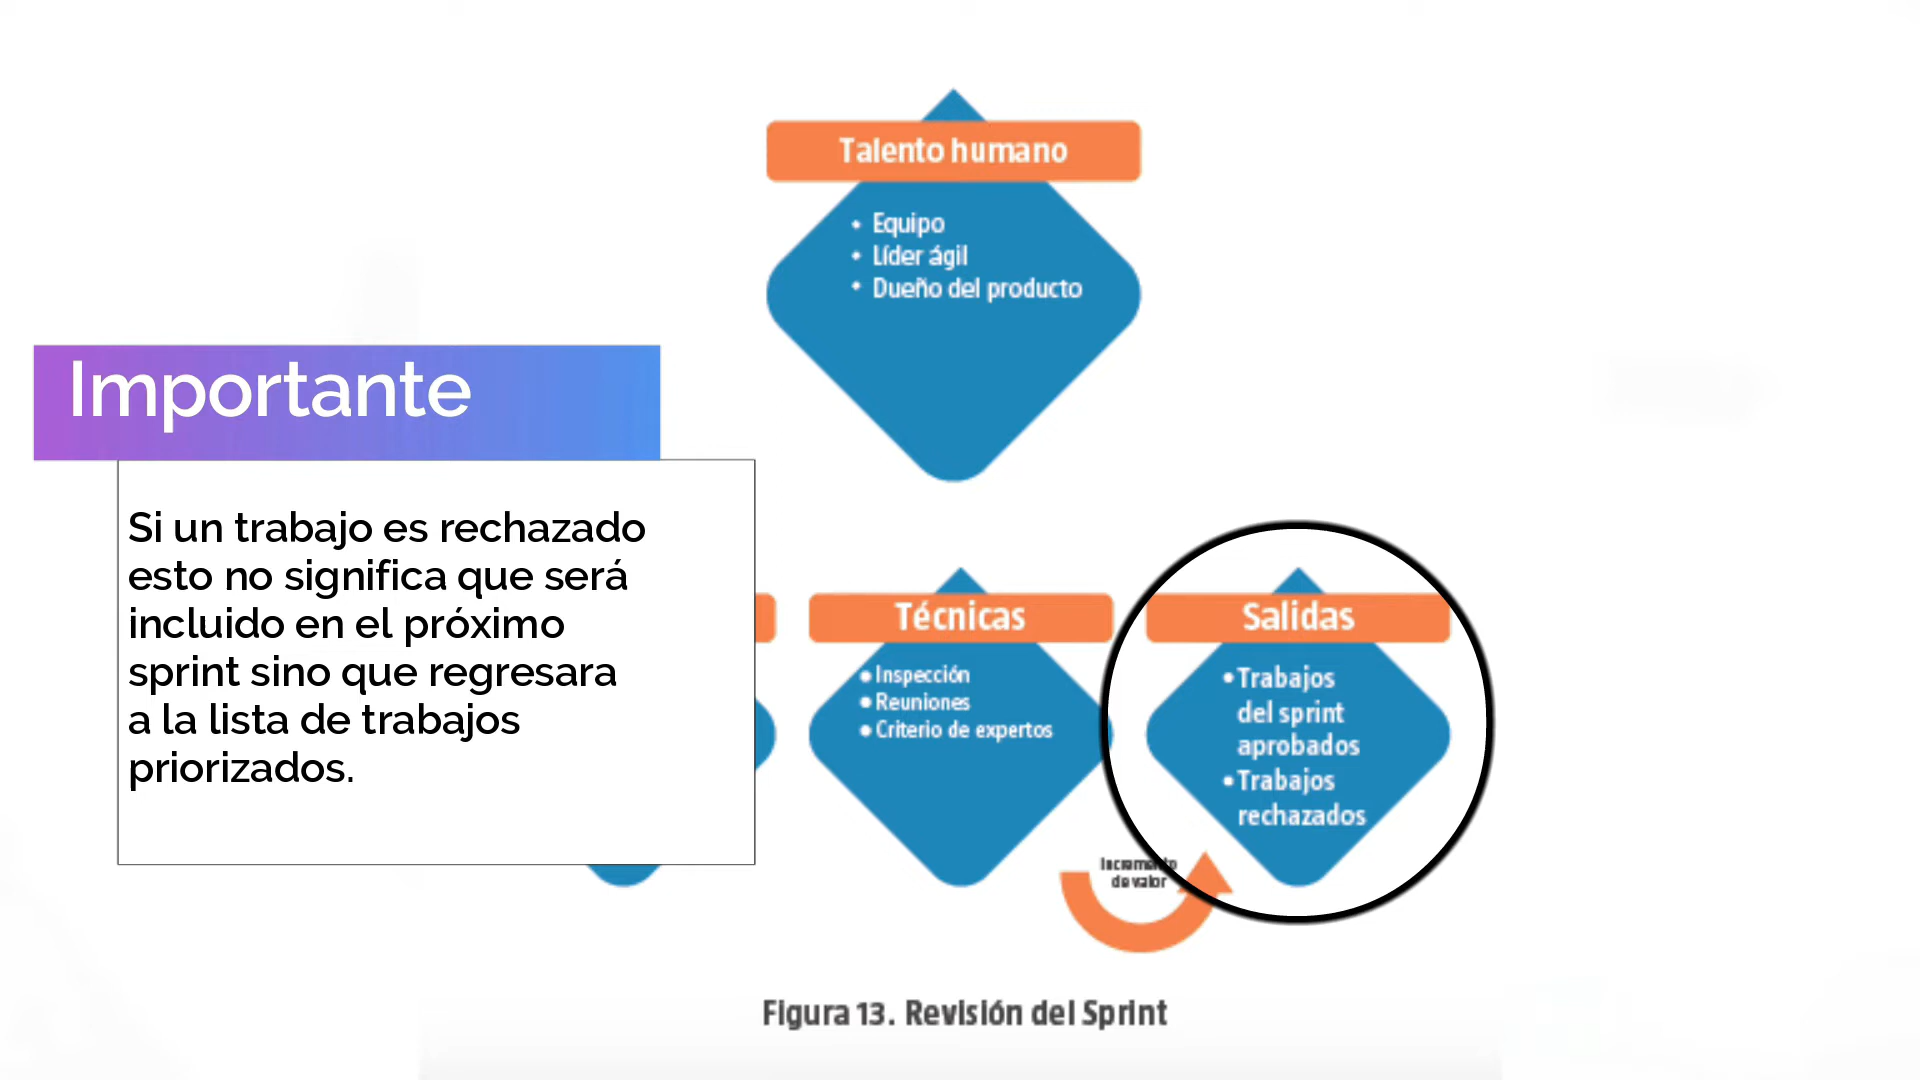 Talento humano
• Equipo
• Líder ágil
• Dueño del producto
Importante
Si un trabajo es rechazado
esto no significa que será
incluido en el próximo
sprint sino que regresara
a la lista de trabajos
priorizados.
Técnicas
• Inspección
• Reuniones
• Criterio de expertos
Salidas
• Trabajos
del sprint
aprobados
• Trabajos
rechazados
Incremento
de valor
Figura 13. Revisión del Sprint